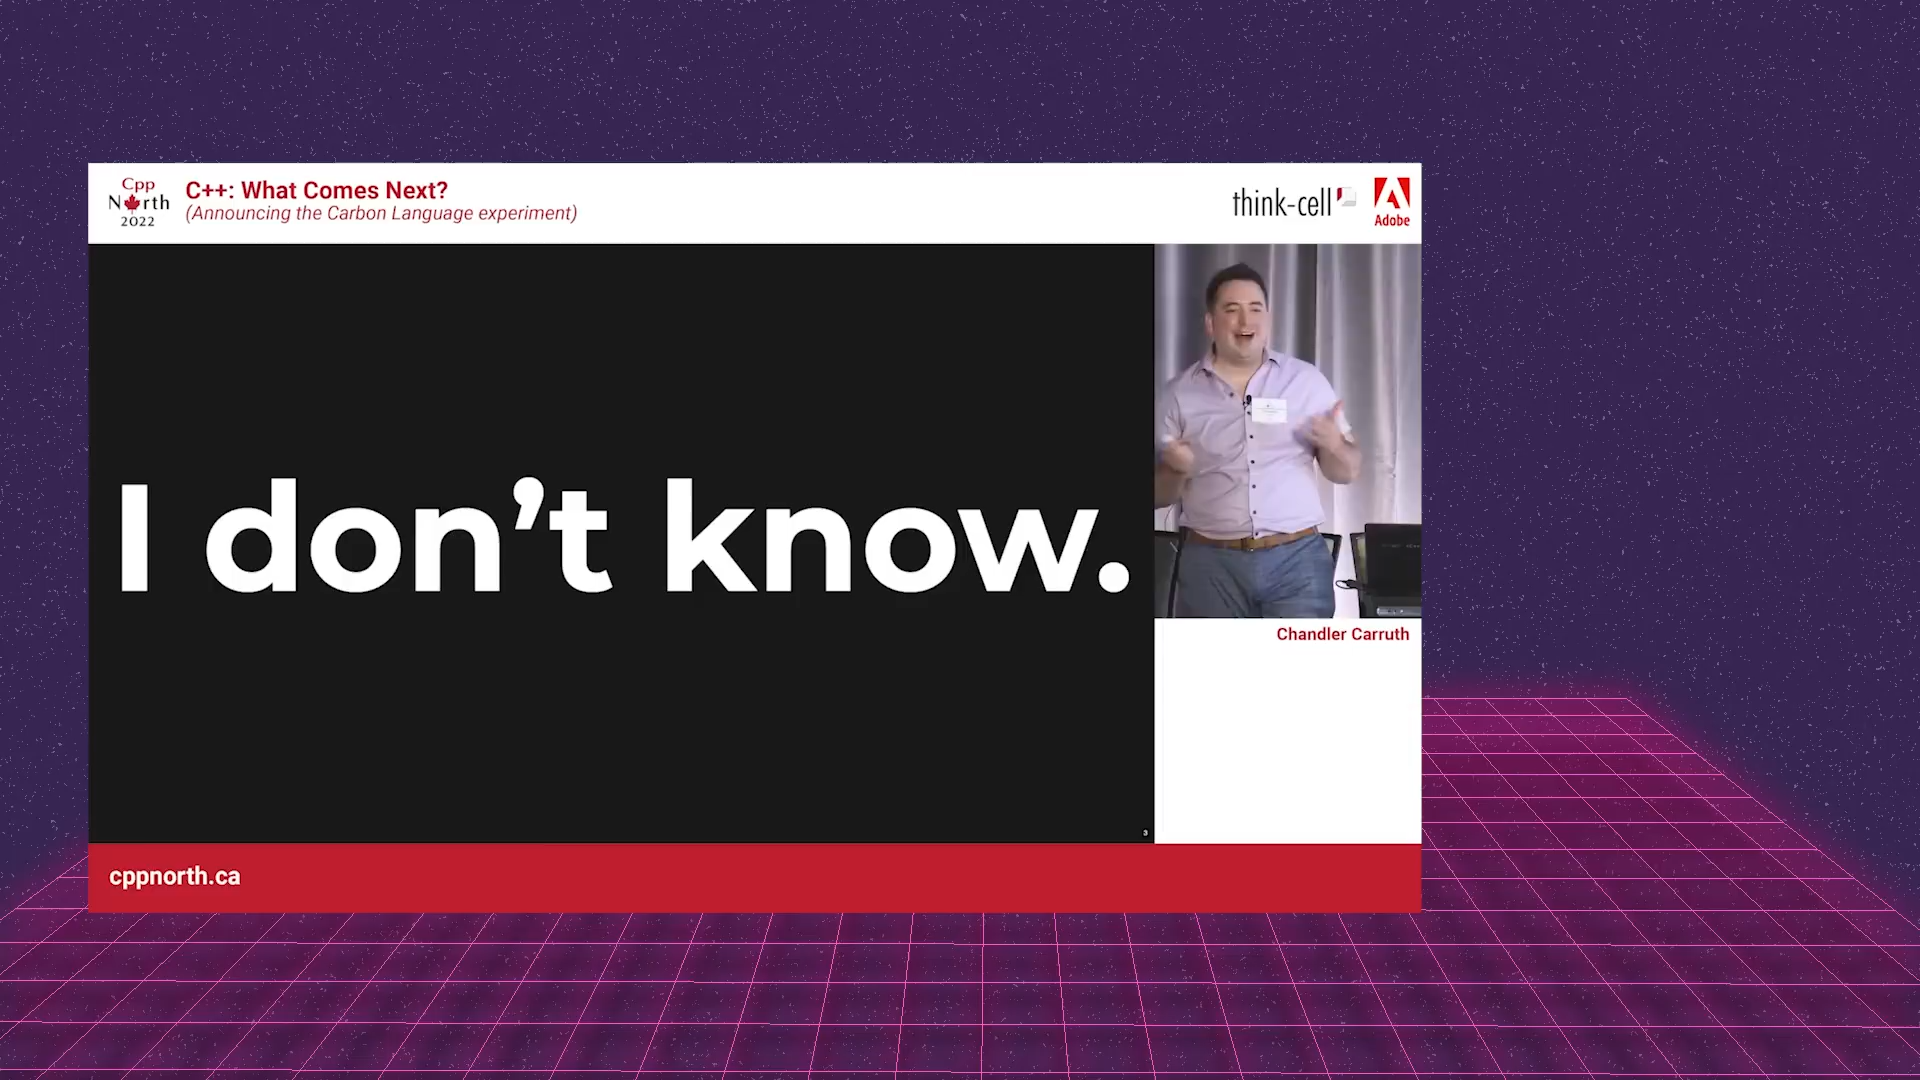 Cpp
North
2022
C++: What Comes Next?
(Announcing the Carbon Language experiment)
think-cell
Adobe
I don’t know.
Chandler Carruth
3
cppnorth.ca